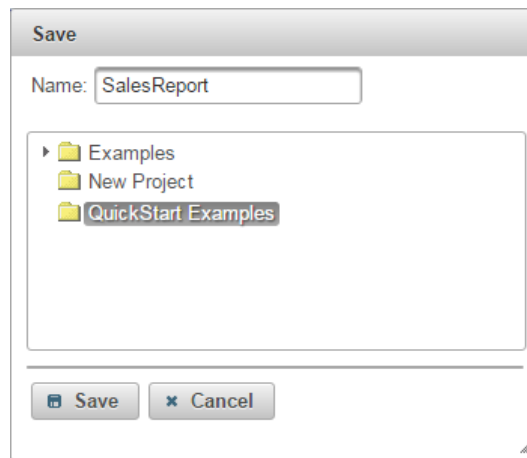 Save
Name: SalesReport
Examples
New Project
QuickStart Examples
Save Cancel